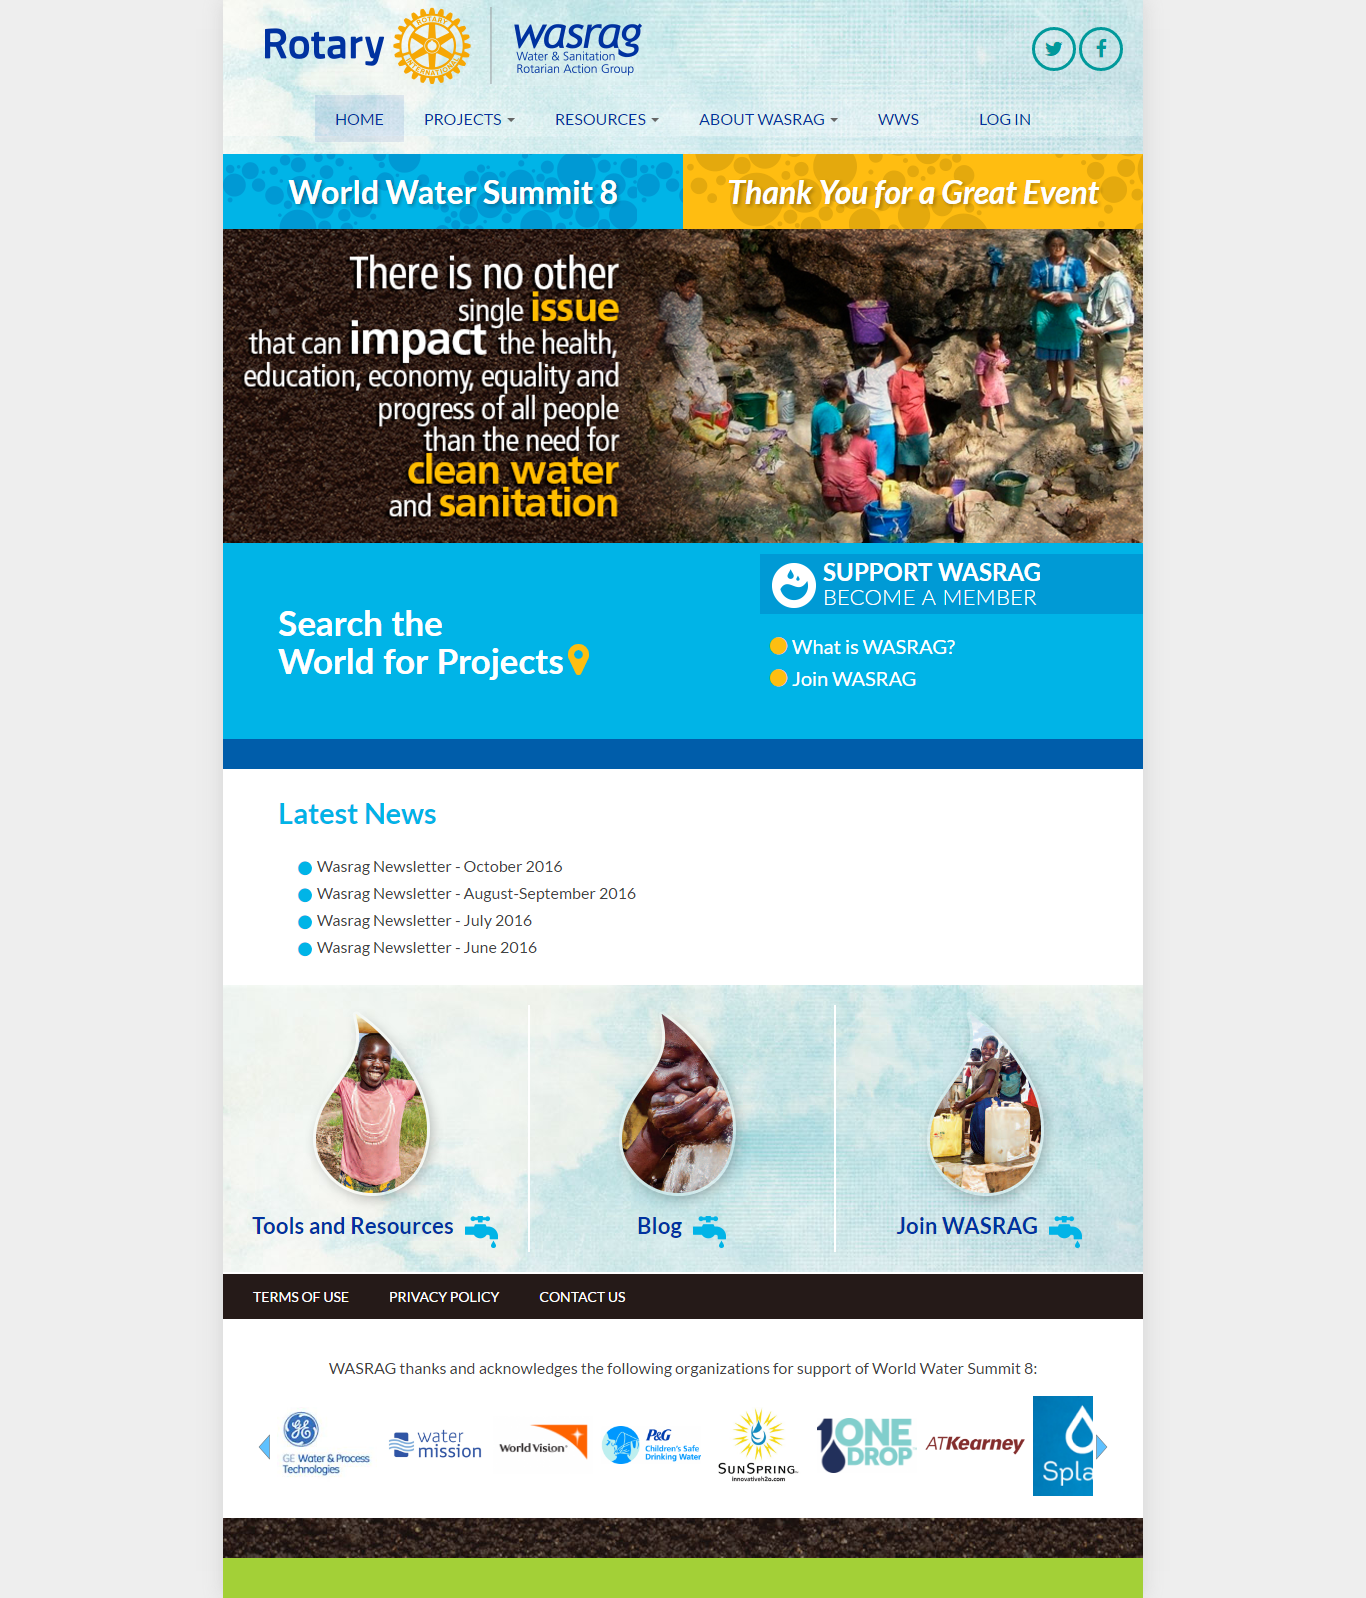 Rotary
ROTARY
INTERNATIONAL
wasrag
Water & Sanitation
Rotarian Action Group
HOME PROJECTS RESOURCES ABOUT WASRAG WWS LOG IN
World Water Summit 8
Thank You for a Great Event
There is no other
single issue
that can impact the health,
education, economy, equality and
progress of all people
than the need for
clean water
and sanitation
Search the
World for Projects
SUPPORT WASRAG
BECOME A MEMBER
What is WASRAG?
Join WASRAG
Latest News
Wasrag Newsletter - October 2016
Wasrag Newsletter - August-September 2016
Wasrag Newsletter - July 2016
Wasrag Newsletter - June 2016
Tools and Resources
Blog
Join WASRAG
TERMS OF USE PRIVACY POLICY CONTACT US
WASRAG thanks and acknowledges the following organizations for support of World Water Summit 8:
GE Water & Process
Technologies
water
mission
World Vision
P&G
Children's Safe
Drinking Water
SUNSPRING
innovativeh2o.com
1 ONE
DROP
ATKearney
Spla